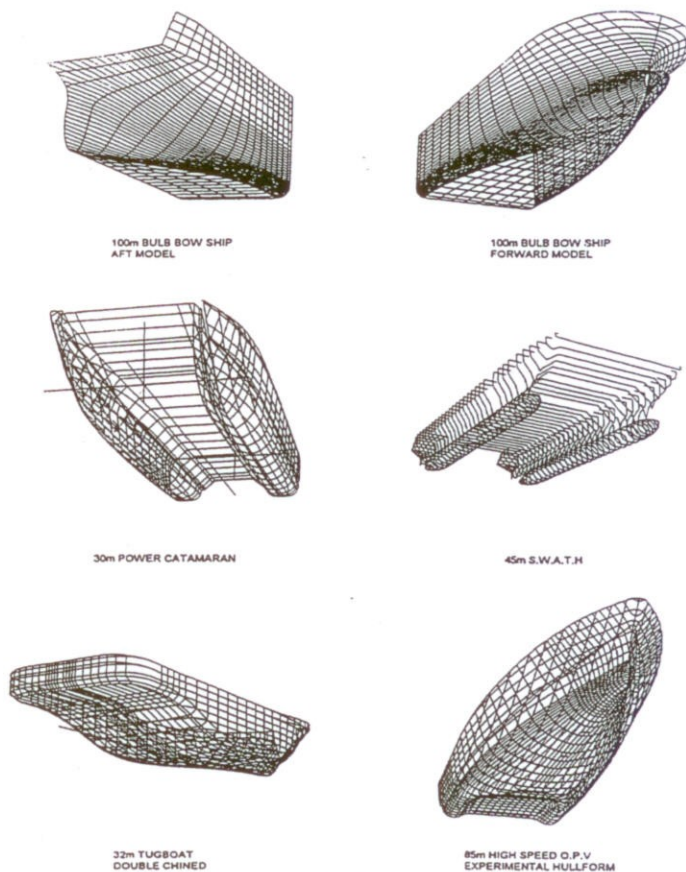 100m BULB BOW SHIP
AFT MODEL
100m BULB BOW SHIP
FORWARD MODEL
30m POWER CATAMARAN
45m S.W.A.T.H
32m TUGBOAT
DOUBLE CHINED
85m HIGH SPEED O.P.V
EXPERIMENTAL HULLFORM